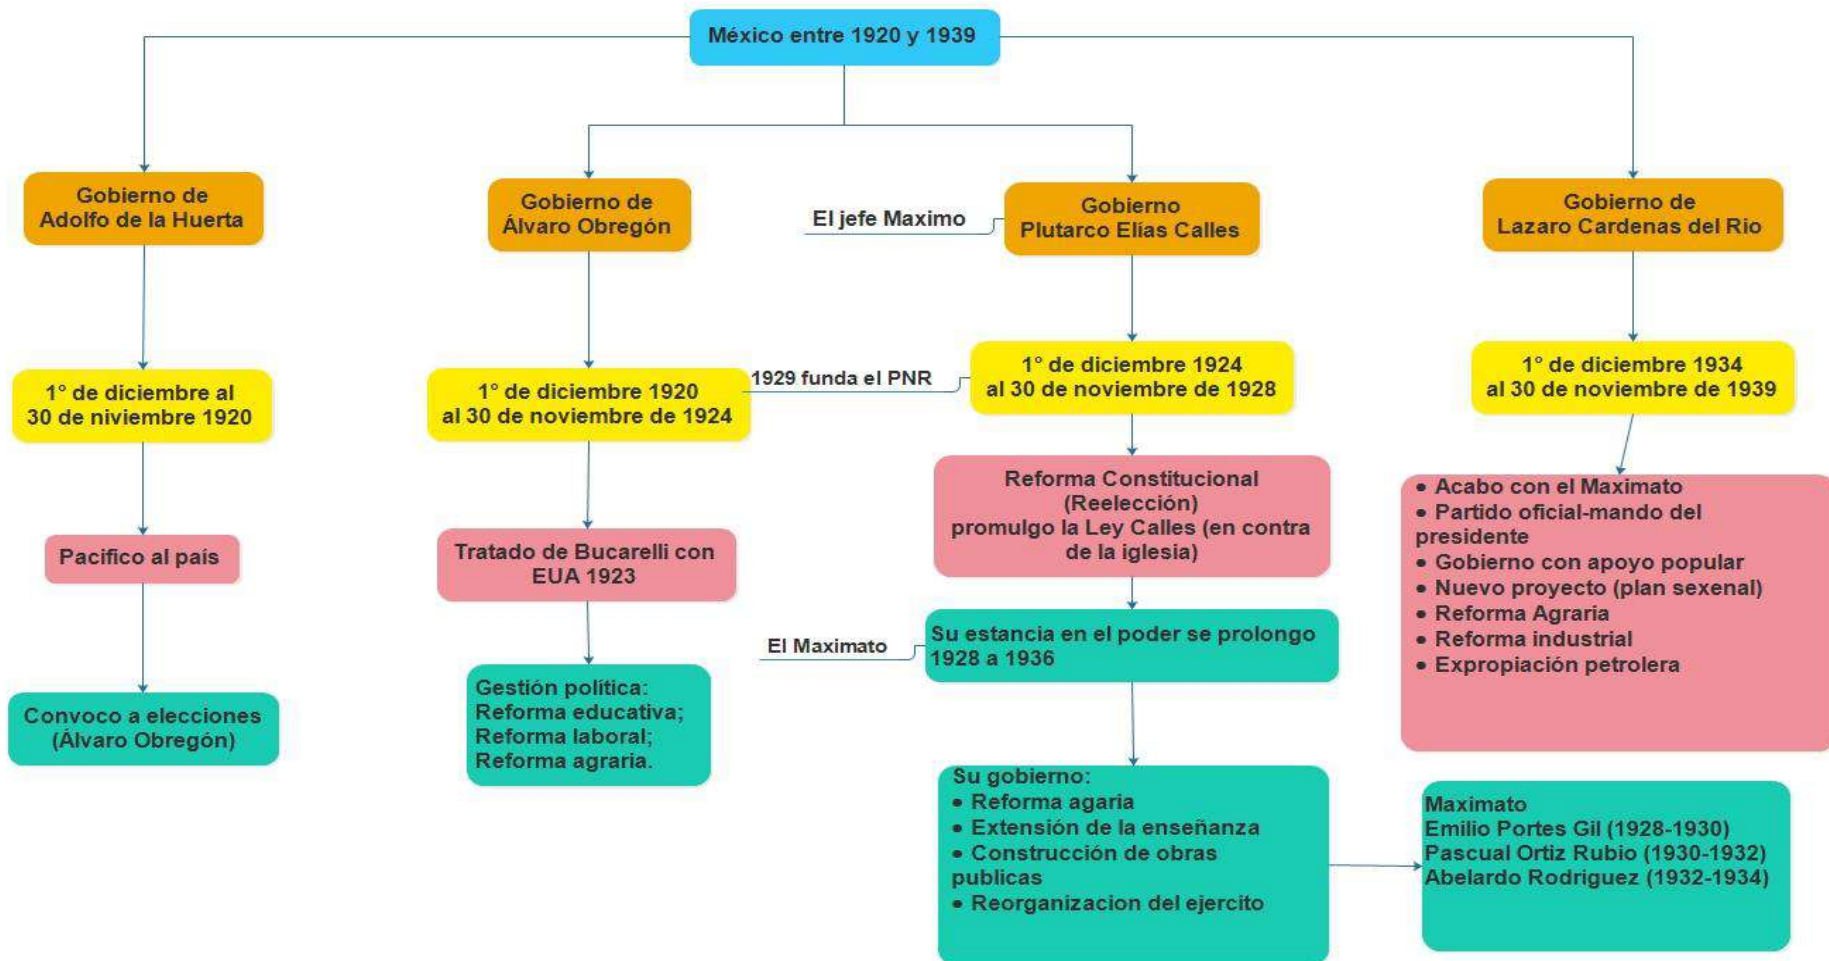 México entre 1920 y 1939
Gobierno de
Adolfo de la Huerta
1° de diciembre al
30 de niviembre 1920
Pacifico al país
Convoco a elecciones
(Álvaro Obregón)
Gobierno de
Álvaro Obregón
1° de diciembre 1920
al 30 de noviembre de 1924
Tratado de Bucarelli con
EUA 1923
Gestión política:
Reforma educativa;
Reforma laboral;
Reforma agraria.
El jefe Maximo
Gobierno
Plutarco Elías Calles
1929 funda el PNR
1° de diciembre 1924
al 30 de noviembre de 1928
Reforma Constitucional
(Reelección)
promulgo la Ley Calles (en contra
de la iglesia)
El Maximato
Su estancia en el poder se prolongo
1928 a 1936
Su gobierno:
• Reforma agaria
• Extensión de la enseñanza
• Construcción de obras
publicas
• Reorganizacion del ejercito
Maximato
Emilio Portes Gil (1928-1930)
Pascual Ortiz Rubio (1930-1932)
Abelardo Rodriguez (1932-1934)
Gobierno de
Lazaro Cardenas del Rio
1° de diciembre 1934
al 30 de noviembre de 1939
• Acabo con el Maximato
• Partido oficial-mando del
presidente
• Gobierno con apoyo popular
• Nuevo proyecto (plan sexenal)
• Reforma Agraria
• Reforma industrial
• Expropiación petrolera